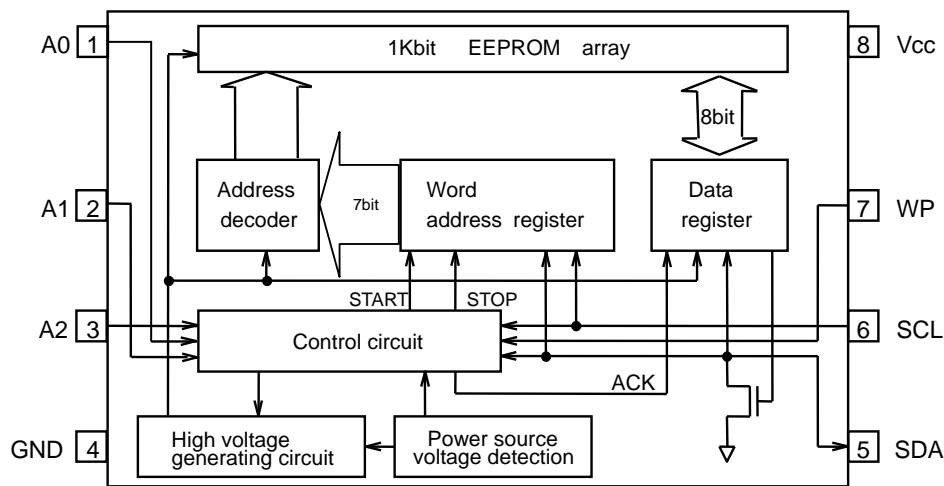 A0 1
1Kbit EEPROM array
8 Vcc
8bit
A1 2
Address
decoder
7bit
Word
address register
Data
register
7 WP
START
STOP
A2 3
Control circuit
6 SCL
ACK
GND 4
High voltage
generating circuit
Power source
voltage detection
5 SDA